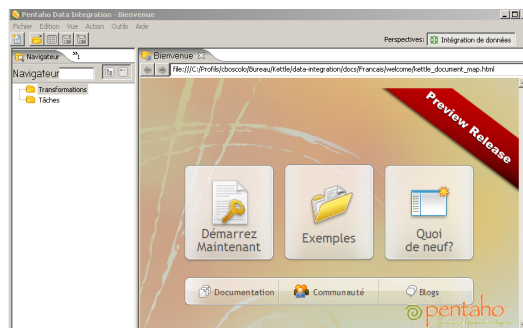 Pentaho Data Integration - Bienvenue
Fichier Edition Vue Action Outils Aide
Perspectives: Intégration de données
Navigateur
Bienvenue
Navigateur
file:///C:/Profils/cboscolo/Bureau/Kettle/data-integration/docs/Francais/welcome/kettle_document_map.html
Transformations
Tâches
Preview Release
Démarrez
Maintenant
Exemples
Quoi
de neuf?
Documentation
Communauté
Blogs
pentaho